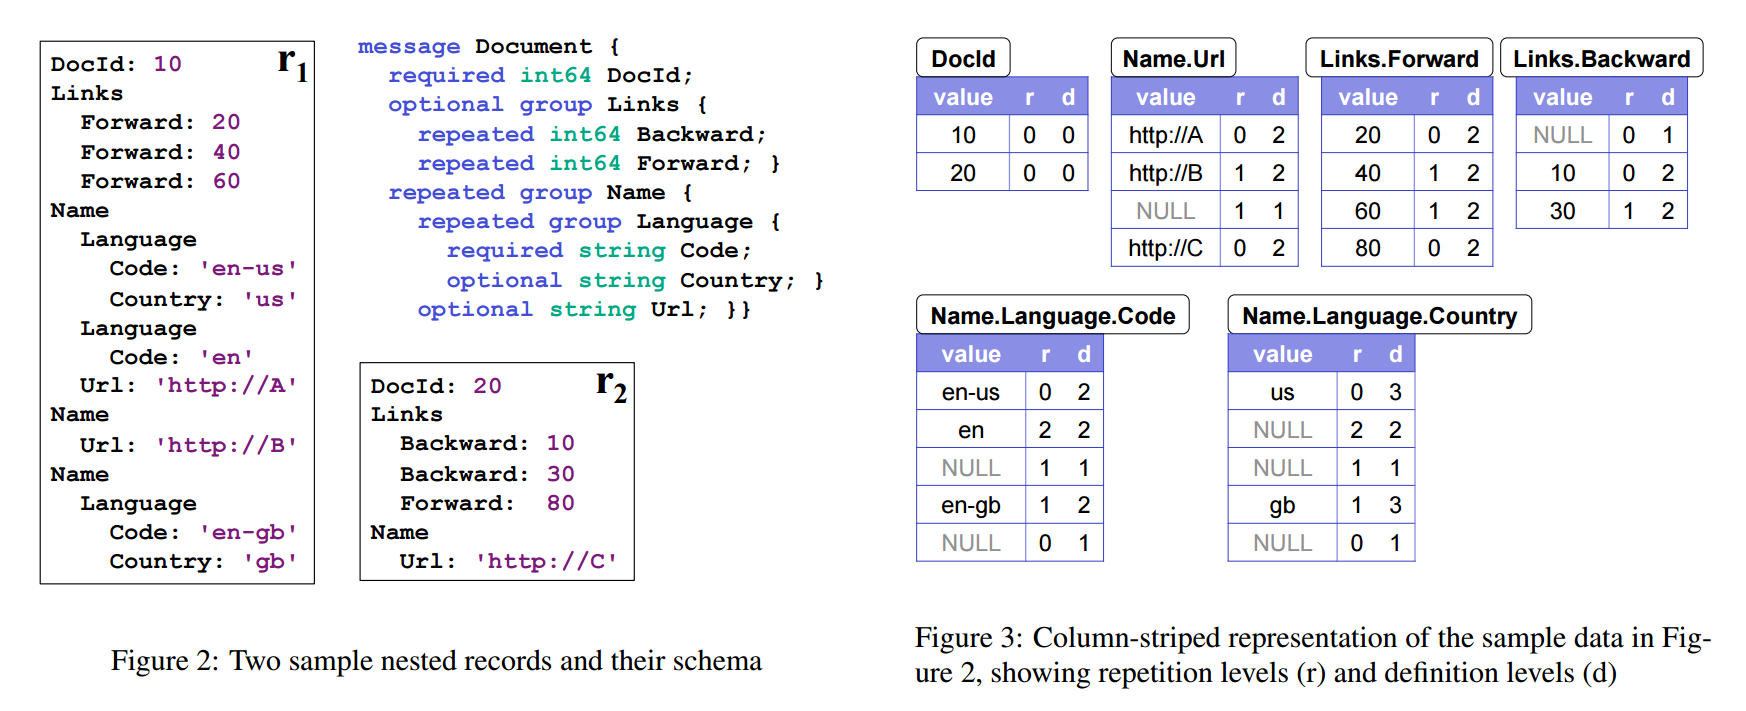 DocId: 10
r1
Links
Forward: 20
Forward: 40
Forward: 60
Name
Language
Code: 'en-us'
Country: 'us'
Language
Code: 'en'
Url: 'http://A'
Name
Url: 'http://B'
Name
Language
Code: 'en-gb'
Country: 'gb'
message Document {
required int64 DocId;
optional group Links {
repeated int64 Backward;
repeated int64 Forward; }
repeated group Name {
repeated group Language {
required string Code;
optional string Country; }
optional string Url; }}
DocId: 20
r2
Links
Backward: 10
Backward: 30
Forward: 80
Name
Url: 'http://C'
Figure 2: Two sample nested records and their schema
DocId
value r d
10 0 0
20 0 0
Name.Url
value r d
http://A 0 2
http://B 1 2
NULL 1 1
http://C 0 2
Links.Forward
value r d
20 0 2
40 1 2
60 1 2
80 0 2
Links.Backward
value r d
NULL 0 1
10 0 2
30 1 2
Name.Language.Code
value r d
en-us 0 2
en 2 2
NULL 1 1
en-gb 1 2
NULL 0 1
Name.Language.Country
value r d
us 0 3
NULL 2 2
NULL 1 1
gb 1 3
NULL 0 1
Figure 3: Column-striped representation of the sample data in Fig-
ure 2, showing repetition levels (r) and definition levels (d)